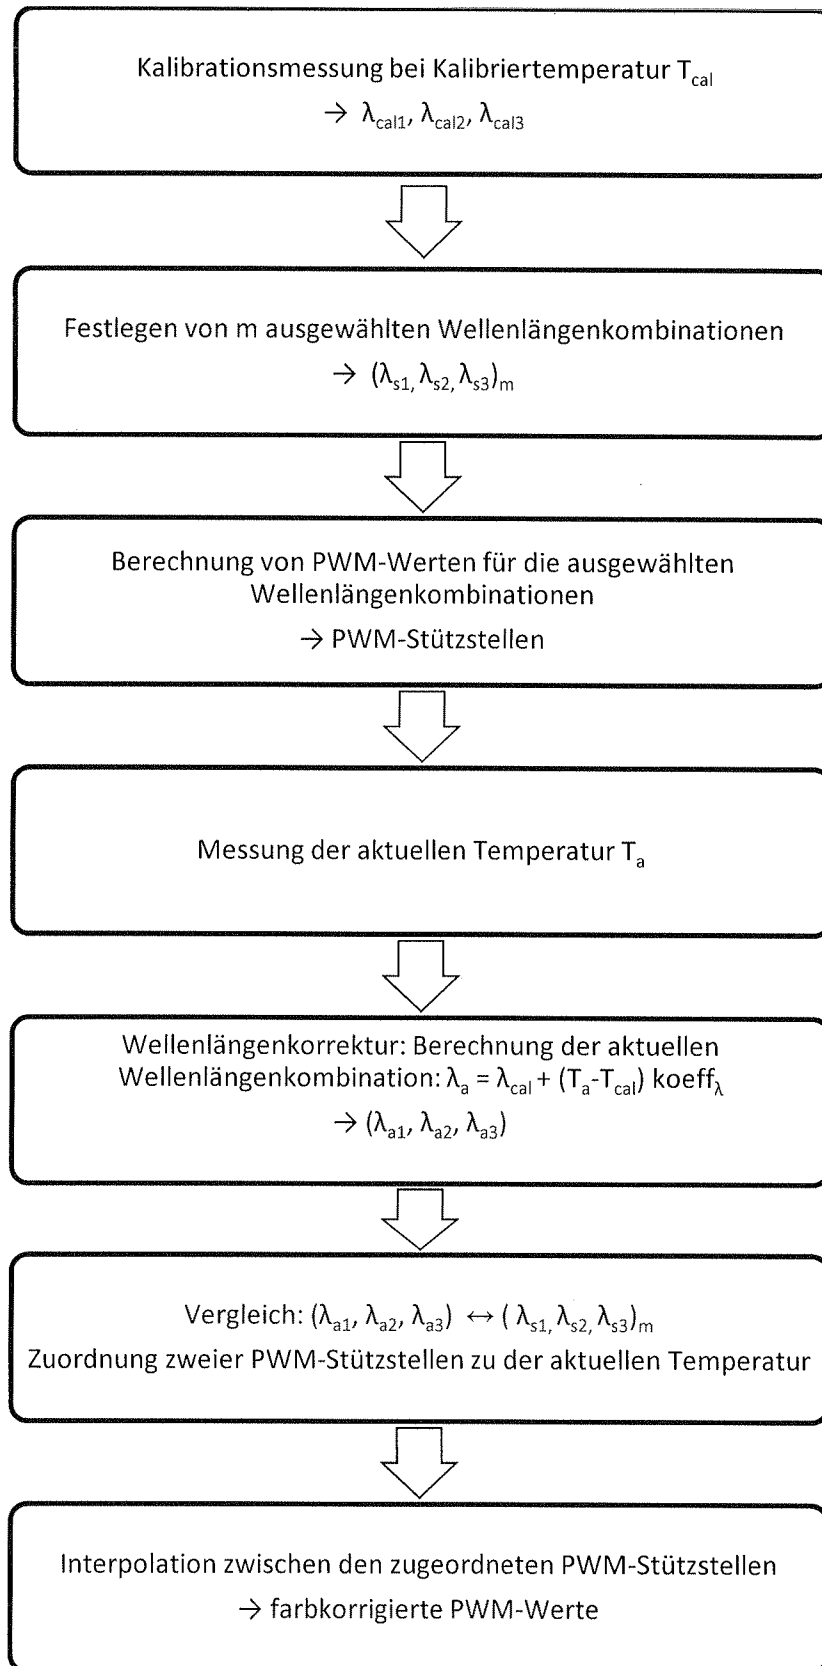 Kalibrationsmessung bei Kalibriertemperatur T_cal
→ λ_cal1, λ_cal2, λ_cal3
Festlegen von m ausgewählten Wellenlängenkombinationen
→ (λ_s1, λ_s2, λ_s3)_m
Berechnung von PWM-Werten für die ausgewählten
Wellenlängenkombinationen
→ PWM-Stützstellen
Messung der aktuellen Temperatur T_a
Wellenlängenkorrektur: Berechnung der aktuellen
Wellenlängenkombination: λ_a = λ_cal + (T_a-T_cal) koeff_λ
→ (λ_a1, λ_a2, λ_a3)
Vergleich: (λ_a1, λ_a2, λ_a3) ↔ ( λ_s1, λ_s2, λ_s3)_m
Zuordnung zweier PWM-Stützstellen zu der aktuellen Temperatur
Interpolation zwischen den zugeordneten PWM-Stützstellen
→ farbkorrigierte PWM-Werte